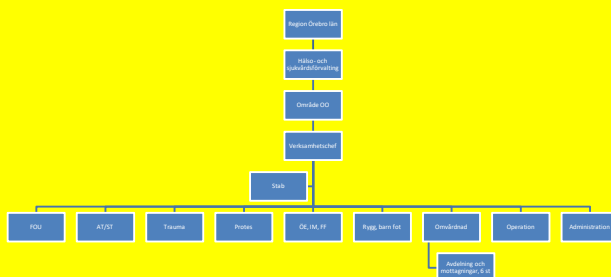 Region Örebro län
Hälso- och
sjukvårdsförvalting
Område OO
Verksamhetschef
Stab
FOU
AT/ST
Trauma
Protes
ÖE, IM, FF
Rygg, barn fot
Omvårdnad
Operation
Administration
Avdelning och
mottagningar, 6 st